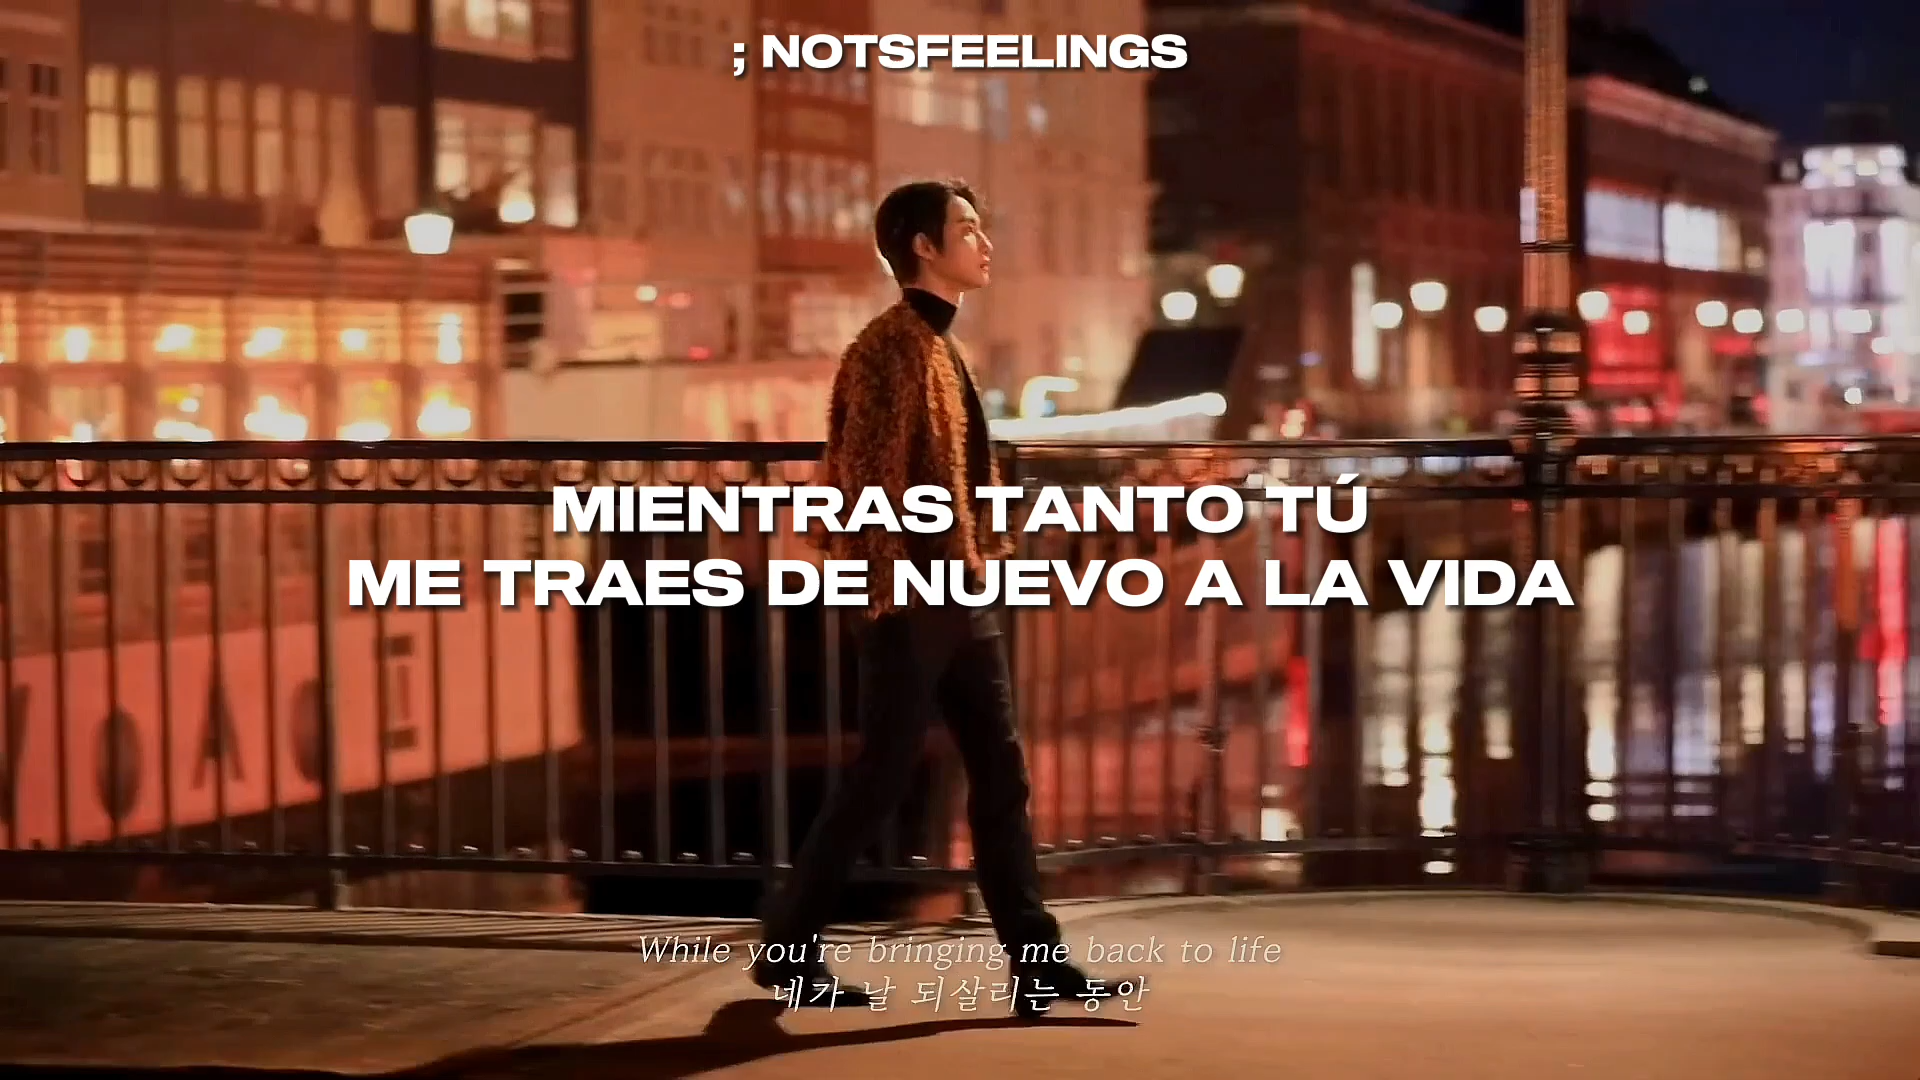 ; NOTSFEELINGS
MIENTRAS TANTO TÚ
ME TRAES DE NUEVO A LA VIDA
While you're bringing me back to life
네가 날 되살리는 동안